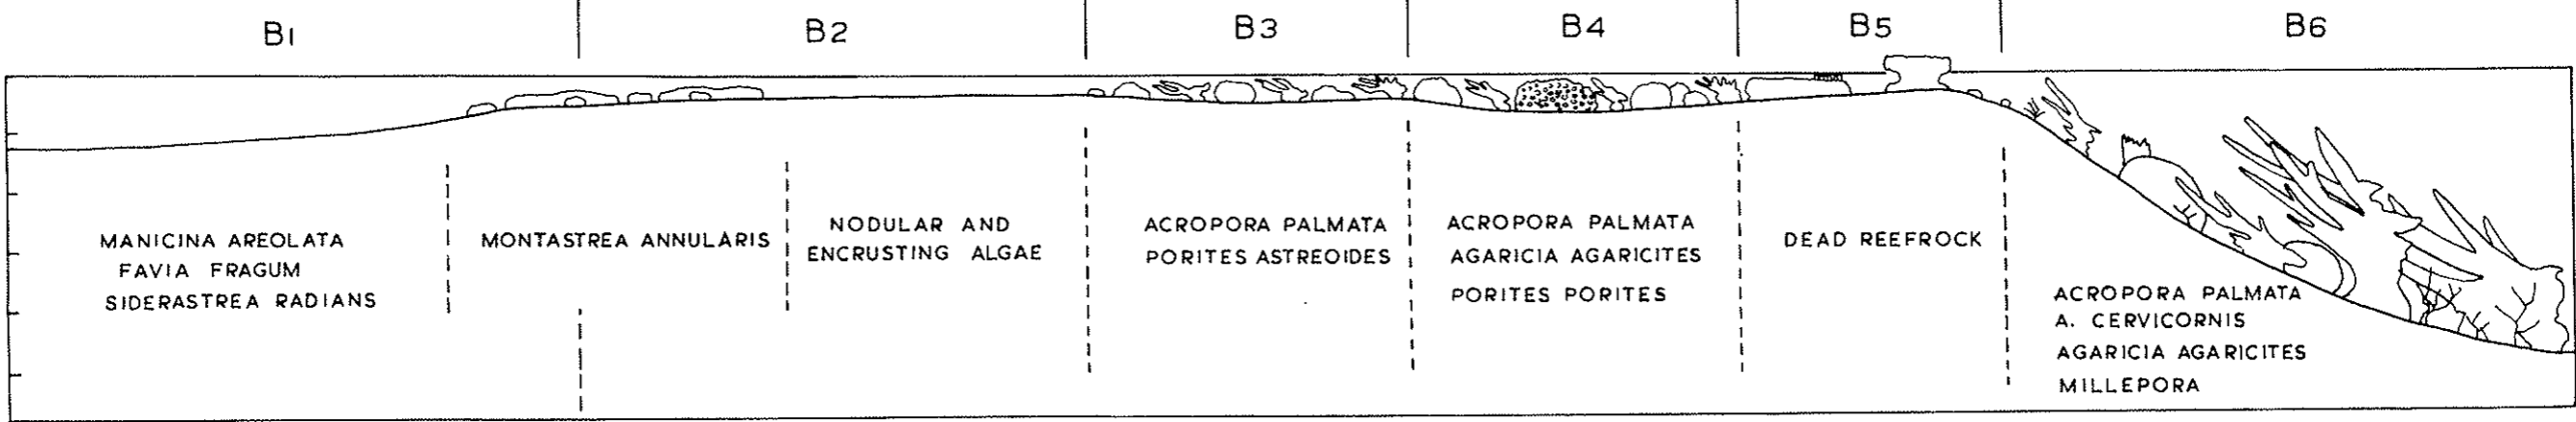 B1
B2
B3
B4
B5
B6
MANICINA AREOLATA
FAVIA FRAGUM
SIDERASTREA RADIANS
MONTASTREA ANNULARIS
NODULAR AND
ENCRUSTING ALGAE
ACROPORA PALMATA
PORITES ASTREOIDES
ACROPORA PALMATA
AGARICIA AGARICITES
PORITES PORITES
DEAD REEFROCK
ACROPORA PALMATA
A. CERVICORNIS
AGARICIA AGARICITES
MILLEPORA